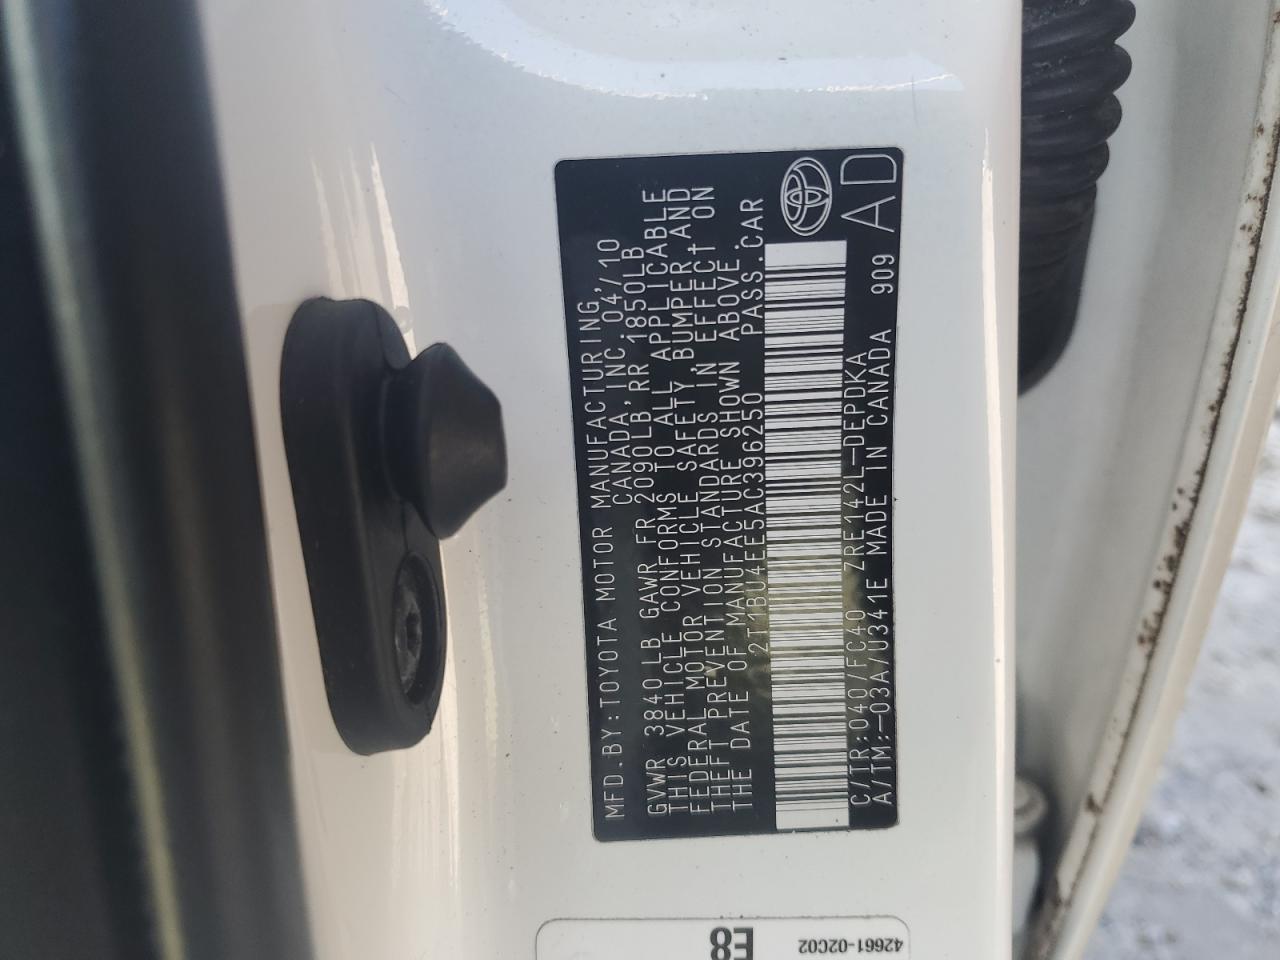 MFD.BY:TOYOTA MOTOR MANUFACTURING,
CANADA,INC. 04/10
GVWR 3840LB GAWR FR 2090LB,RR 1850LB
THIS VEHICLE CONFORMS TO ALL APPLICABLE
FEDERAL MOTOR VEHICLE SAFETY,BUMPER,AND
THEFT PREVENTION STANDARDS IN EFFECT ON
THE DATE OF MANUFACTURE SHOWN ABOVE.
2T1BU4EE5AC396250 PASS.CAR
C/TR:040/FC40 ZRE142L-DEPDKA
A/TM:-03A/U341E MADE IN CANADA 909
AD
E8
42661-02C02